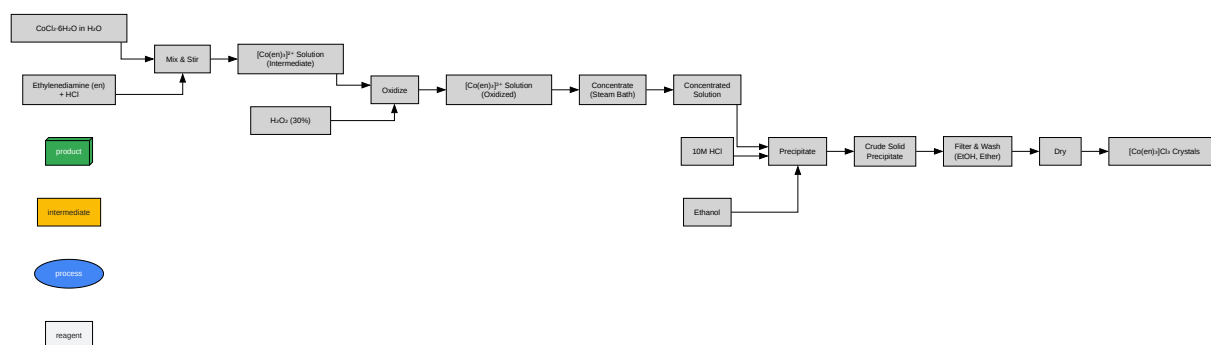 CoCl₂·6H₂O in H₂O
Mix & Stir
Ethylenediamine (en)
+ HCl
[Co(en)₃]²⁺ Solution
(Intermediate)
Oxidize
H₂O₂ (30%)
[Co(en)₃]³⁺ Solution
(Oxidized)
Concentrate
(Steam Bath)
Concentrated
Solution
10M HCl
Precipitate
Ethanol
Crude Solid
Precipitate
Filter & Wash
(EtOH, Ether)
Dry
[Co(en)₃]Cl₃ Crystals
product
intermediate
process
reagent